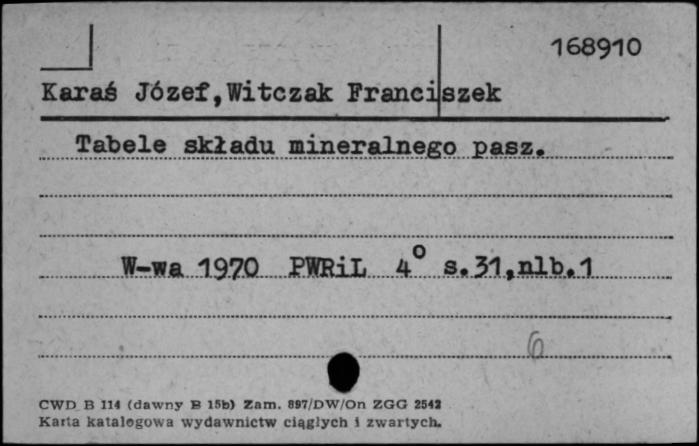 168910
Karaś Józef,Witczak Franciszek
Tabele składu mineralnego pasz.
W-wa 1970 PWRiL 4° s.31,nlb.1
6
CWD B 114 (dawny B 15b) Zam. 897/DW/On ZGG 2542
Karta katalogowa wydawnictw ciągłych i zwartych.